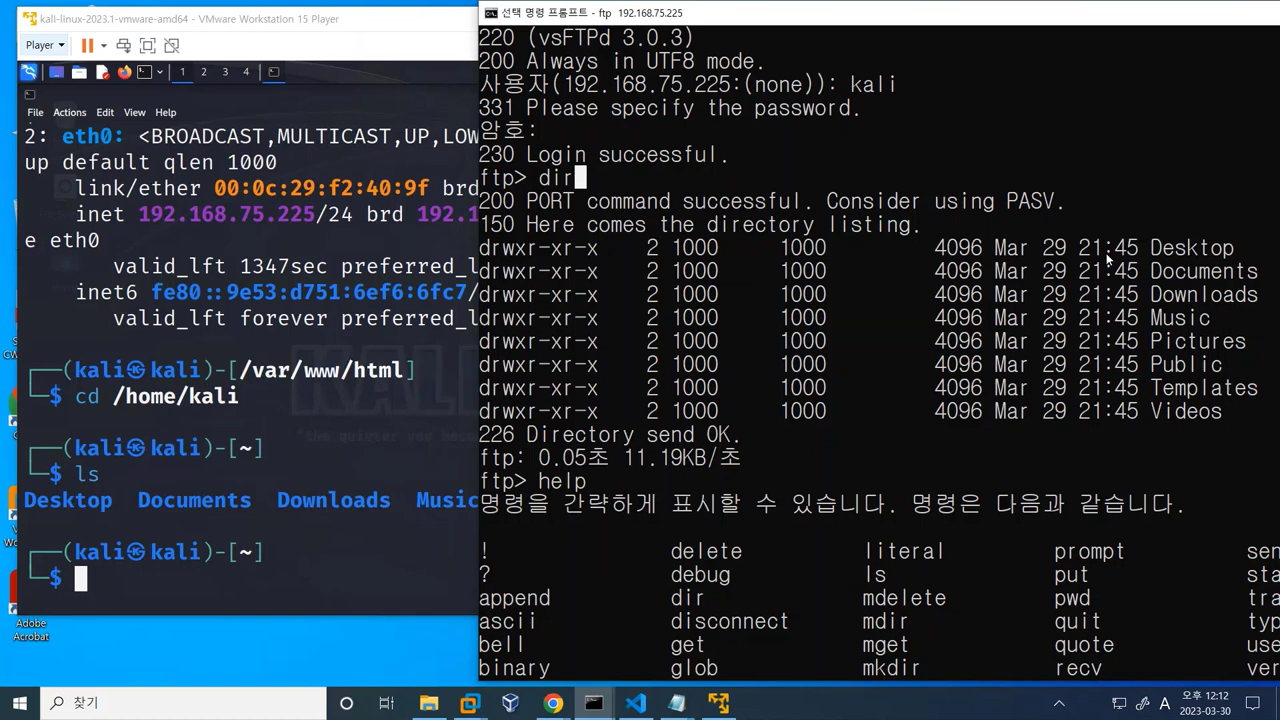 kali-linux-2023.1-vmware-amd64 - VMware Workstation 15 Player
Player
1 2 3 4
File Actions Edit View Help
2: eth0: <BROADCAST,MULTICAST,UP,LOW
up default qlen 1000
link/ether 00:0c:29:f2:40:9f brd
inet 192.168.75.225/24 brd 192.1
e eth0
valid_lft 1347sec preferred_l
inet6 fe80::9e53:d751:6ef6:6fc7/
valid_lft forever preferred_l
┌──(kali㉿kali)-[/var/www/html]
└─$ cd /home/kali
┌──(kali㉿kali)-[~]
└─$ ls
Desktop Documents Downloads Music
┌──(kali㉿kali)-[~]
└─$
Adobe
Acrobat
선택 명령 프롬프트 - ftp 192.168.75.225
220 (vsFTPd 3.0.3)
200 Always in UTF8 mode.
사용자(192.168.75.225:(none)): kali
331 Please specify the password.
암호:
230 Login successful.
ftp> dir
200 PORT command successful. Consider using PASV.
150 Here comes the directory listing.
drwxr-xr-x 2 1000 1000 4096 Mar 29 21:45 Desktop
drwxr-xr-x 2 1000 1000 4096 Mar 29 21:45 Documents
drwxr-xr-x 2 1000 1000 4096 Mar 29 21:45 Downloads
drwxr-xr-x 2 1000 1000 4096 Mar 29 21:45 Music
drwxr-xr-x 2 1000 1000 4096 Mar 29 21:45 Pictures
drwxr-xr-x 2 1000 1000 4096 Mar 29 21:45 Public
drwxr-xr-x 2 1000 1000 4096 Mar 29 21:45 Templates
drwxr-xr-x 2 1000 1000 4096 Mar 29 21:45 Videos
226 Directory send OK.
ftp: 0.05초 11.19KB/초
ftp> help
명령을 간략하게 표시할 수 있습니다. 명령은 다음과 같습니다.
! delete literal prompt sen
? debug ls put sta
append dir mdelete pwd tra
ascii disconnect mdir quit typ
bell get mget quote use
binary glob mkdir recv ver
찾기
A
오후 12:12
2023-03-30